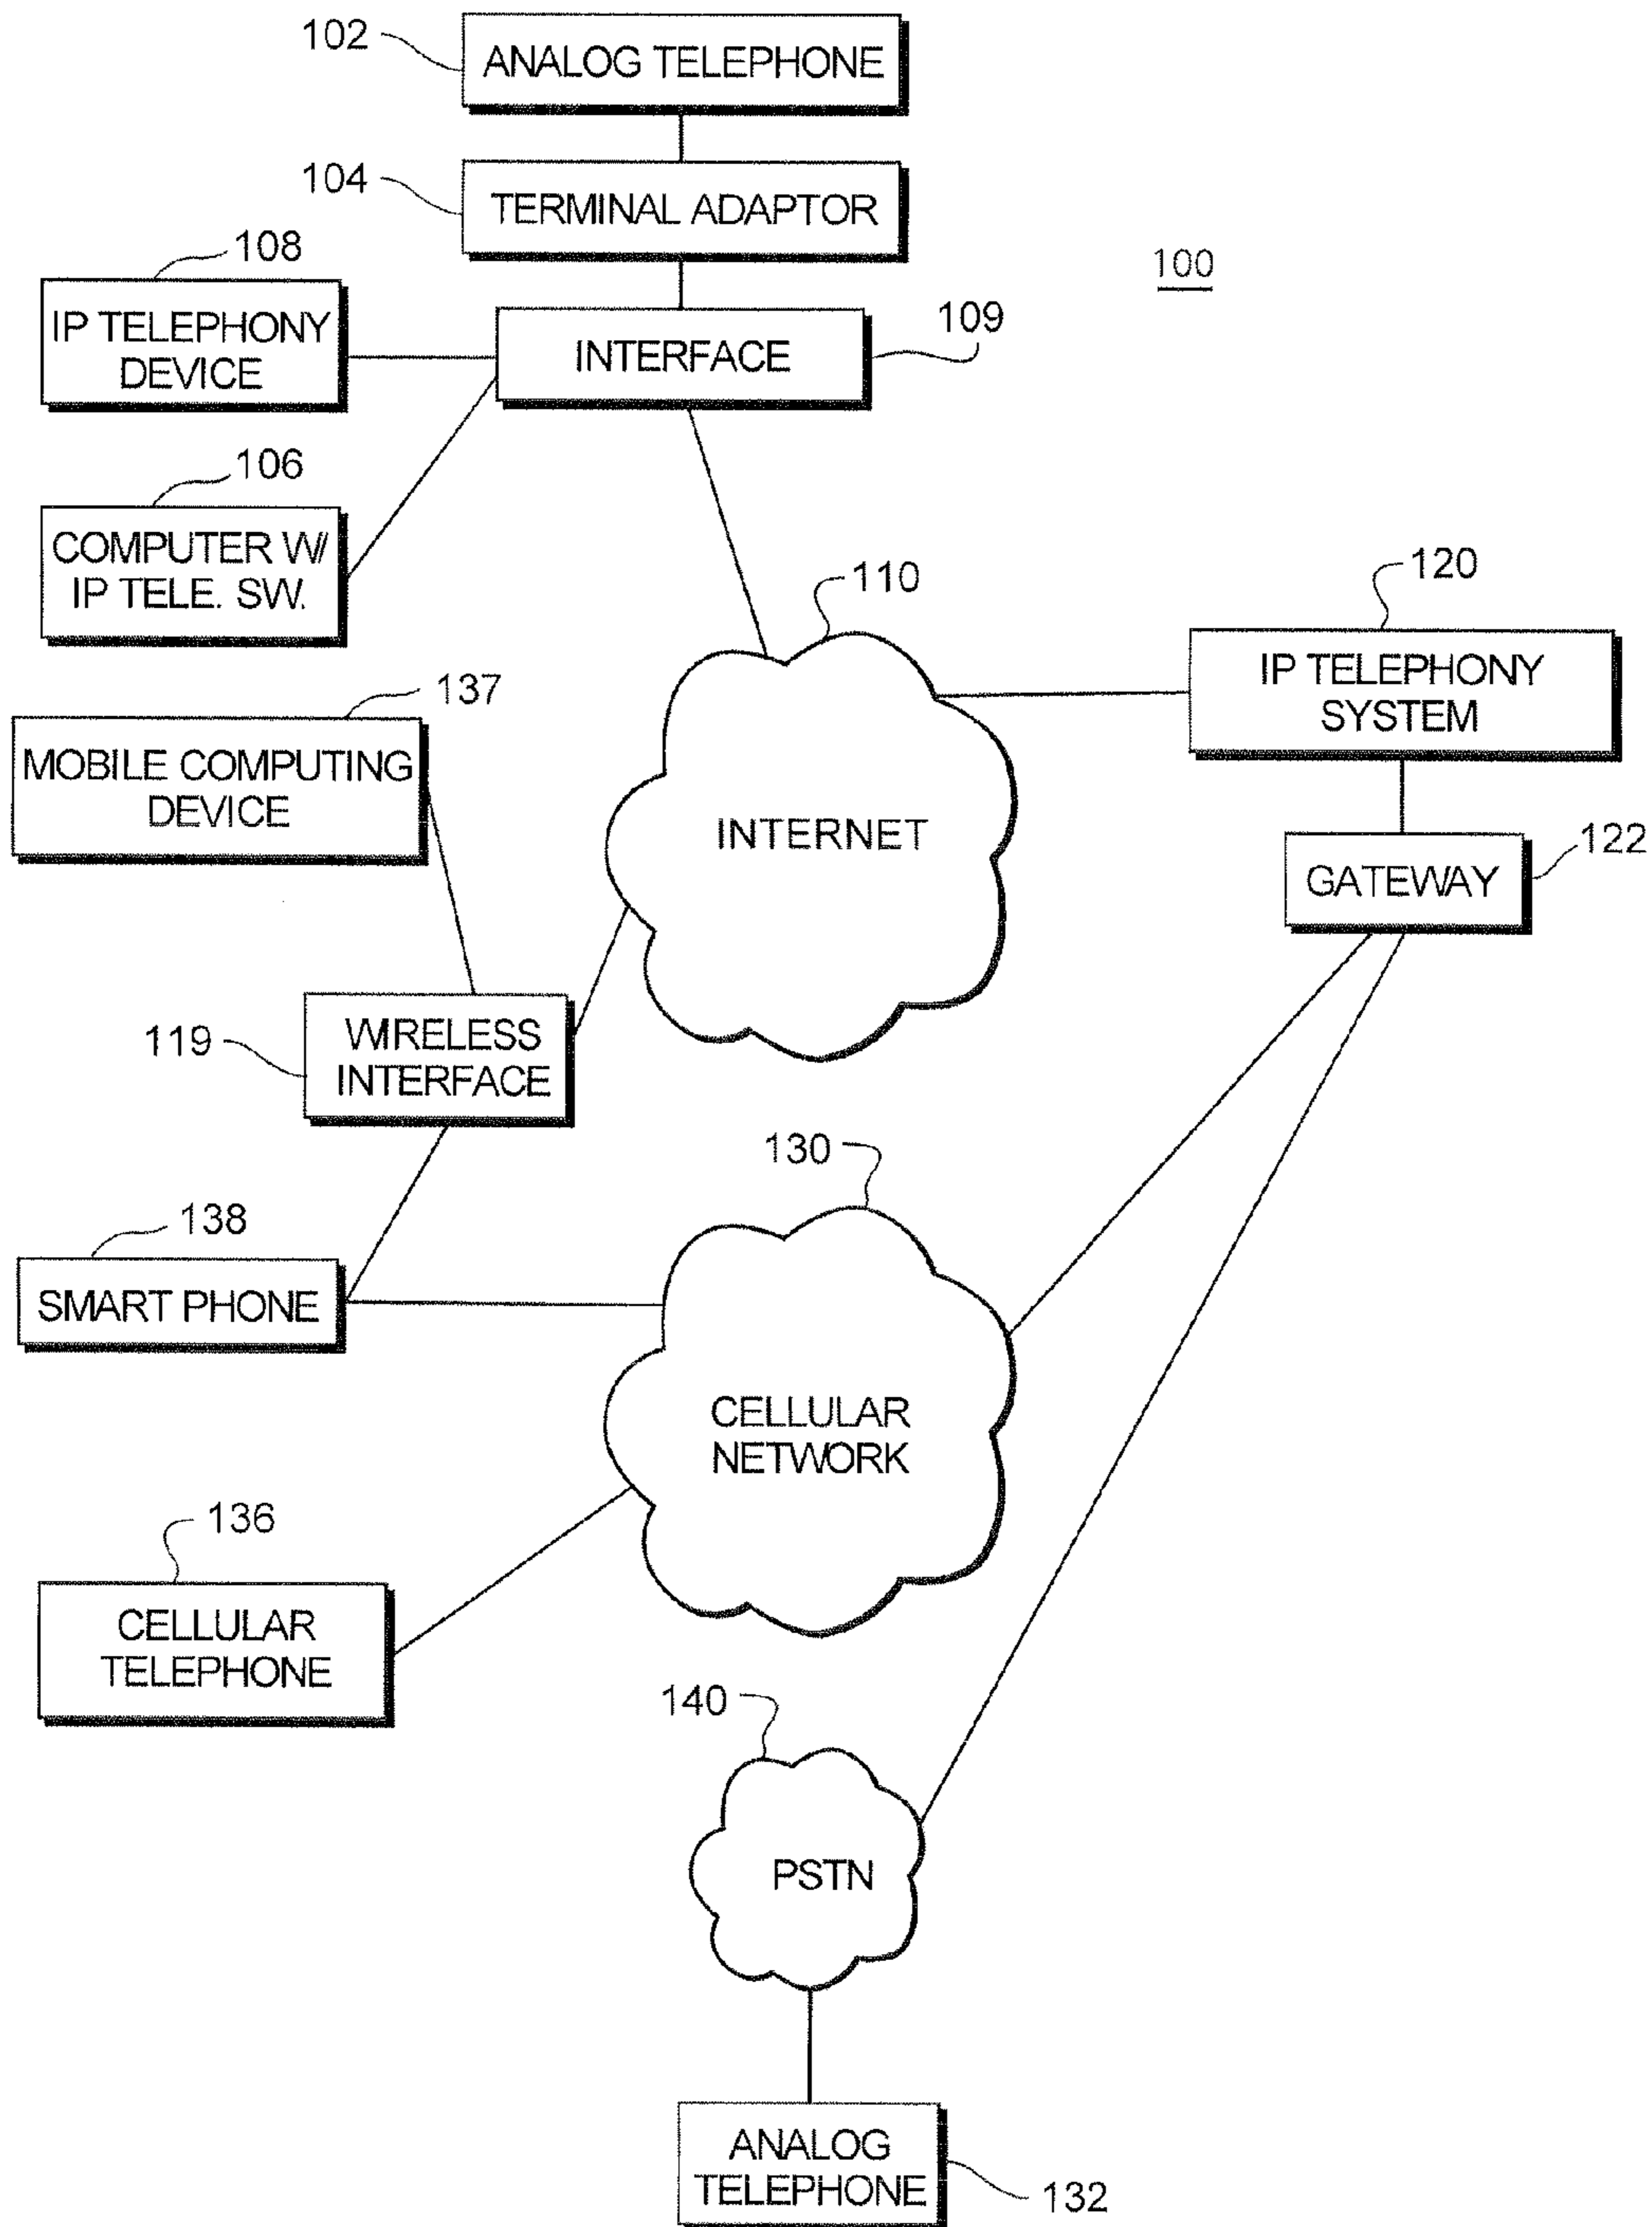 102
ANALOG TELEPHONE
104
TERMINAL ADAPTOR
108
100
IP TELEPHONY
DEVICE
INTERFACE
109
106
COMPUTER W/
IP TELE. SW.
110
120
IP TELEPHONY
SYSTEM
137
MOBILE COMPUTING
DEVICE
INTERNET
122
GATEWAY
119
WIRELESS
INTERFACE
130
138
SMART PHONE
CELLULAR
NETWORK
136
CELLULAR
TELEPHONE
140
PSTN
ANALOG
TELEPHONE
132